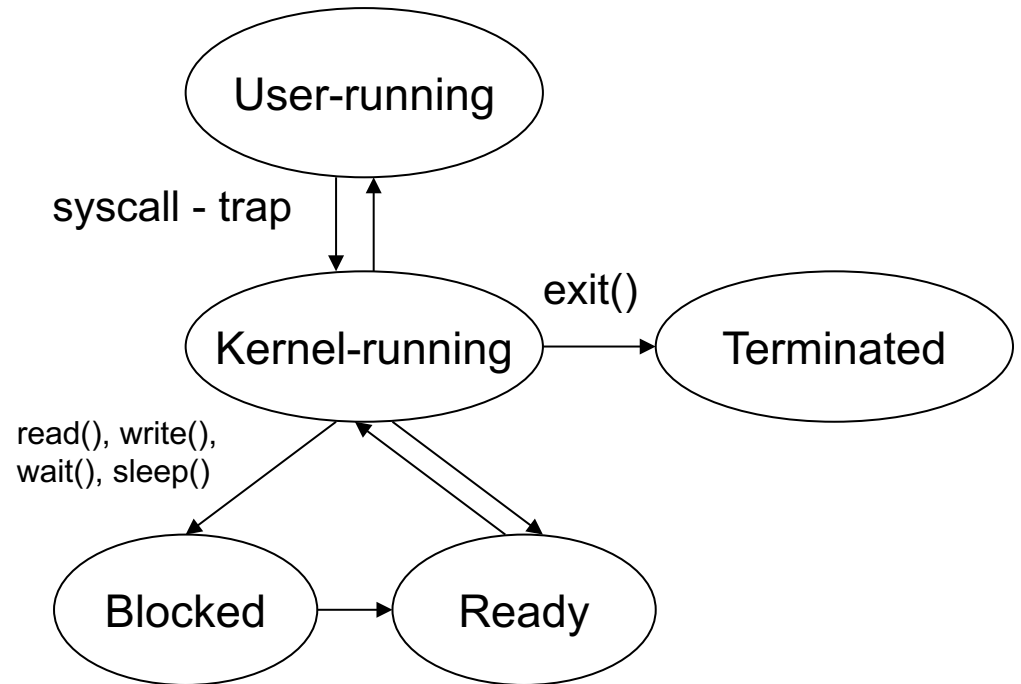 User-running
syscall - trap
exit()
Kernel-running
Terminated
read(), write(),
wait(), sleep()
Blocked
Ready